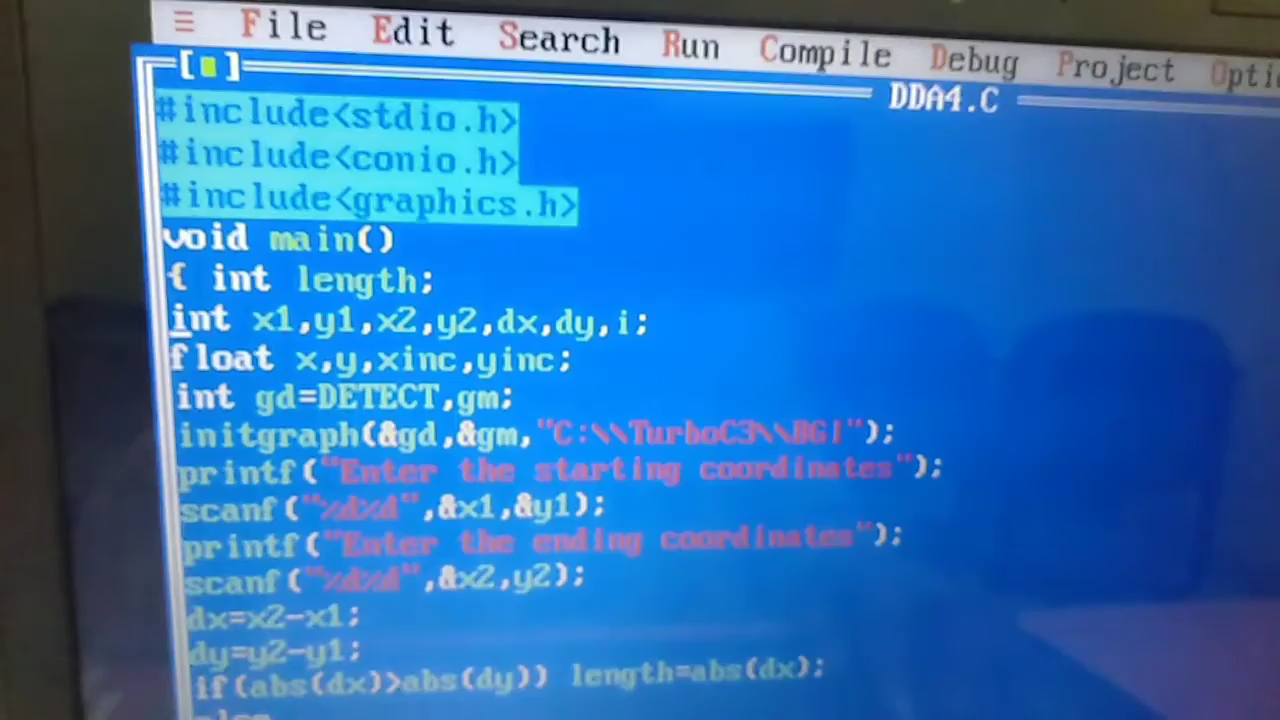 ≡ File Edit Search Run Compile Debug Project Opti
[■] DDA4.C
#include<stdio.h>
#include<conio.h>
#include<graphics.h>
void main()
{ int length;
int x1,y1,x2,y2,dx,dy,i;
float x,y,xinc,yinc;
int gd=DETECT,gm;
initgraph(&gd,&gm,"C:\\TurboC3\\BGI");
printf("Enter the starting coordinates");
scanf("%d%d",&x1,&y1);
printf("Enter the ending coordinates");
scanf("%d%d",&x2,y2);
dx=x2-x1;
dy=y2-y1;
if(abs(dx)>abs(dy)) length=abs(dx);
else